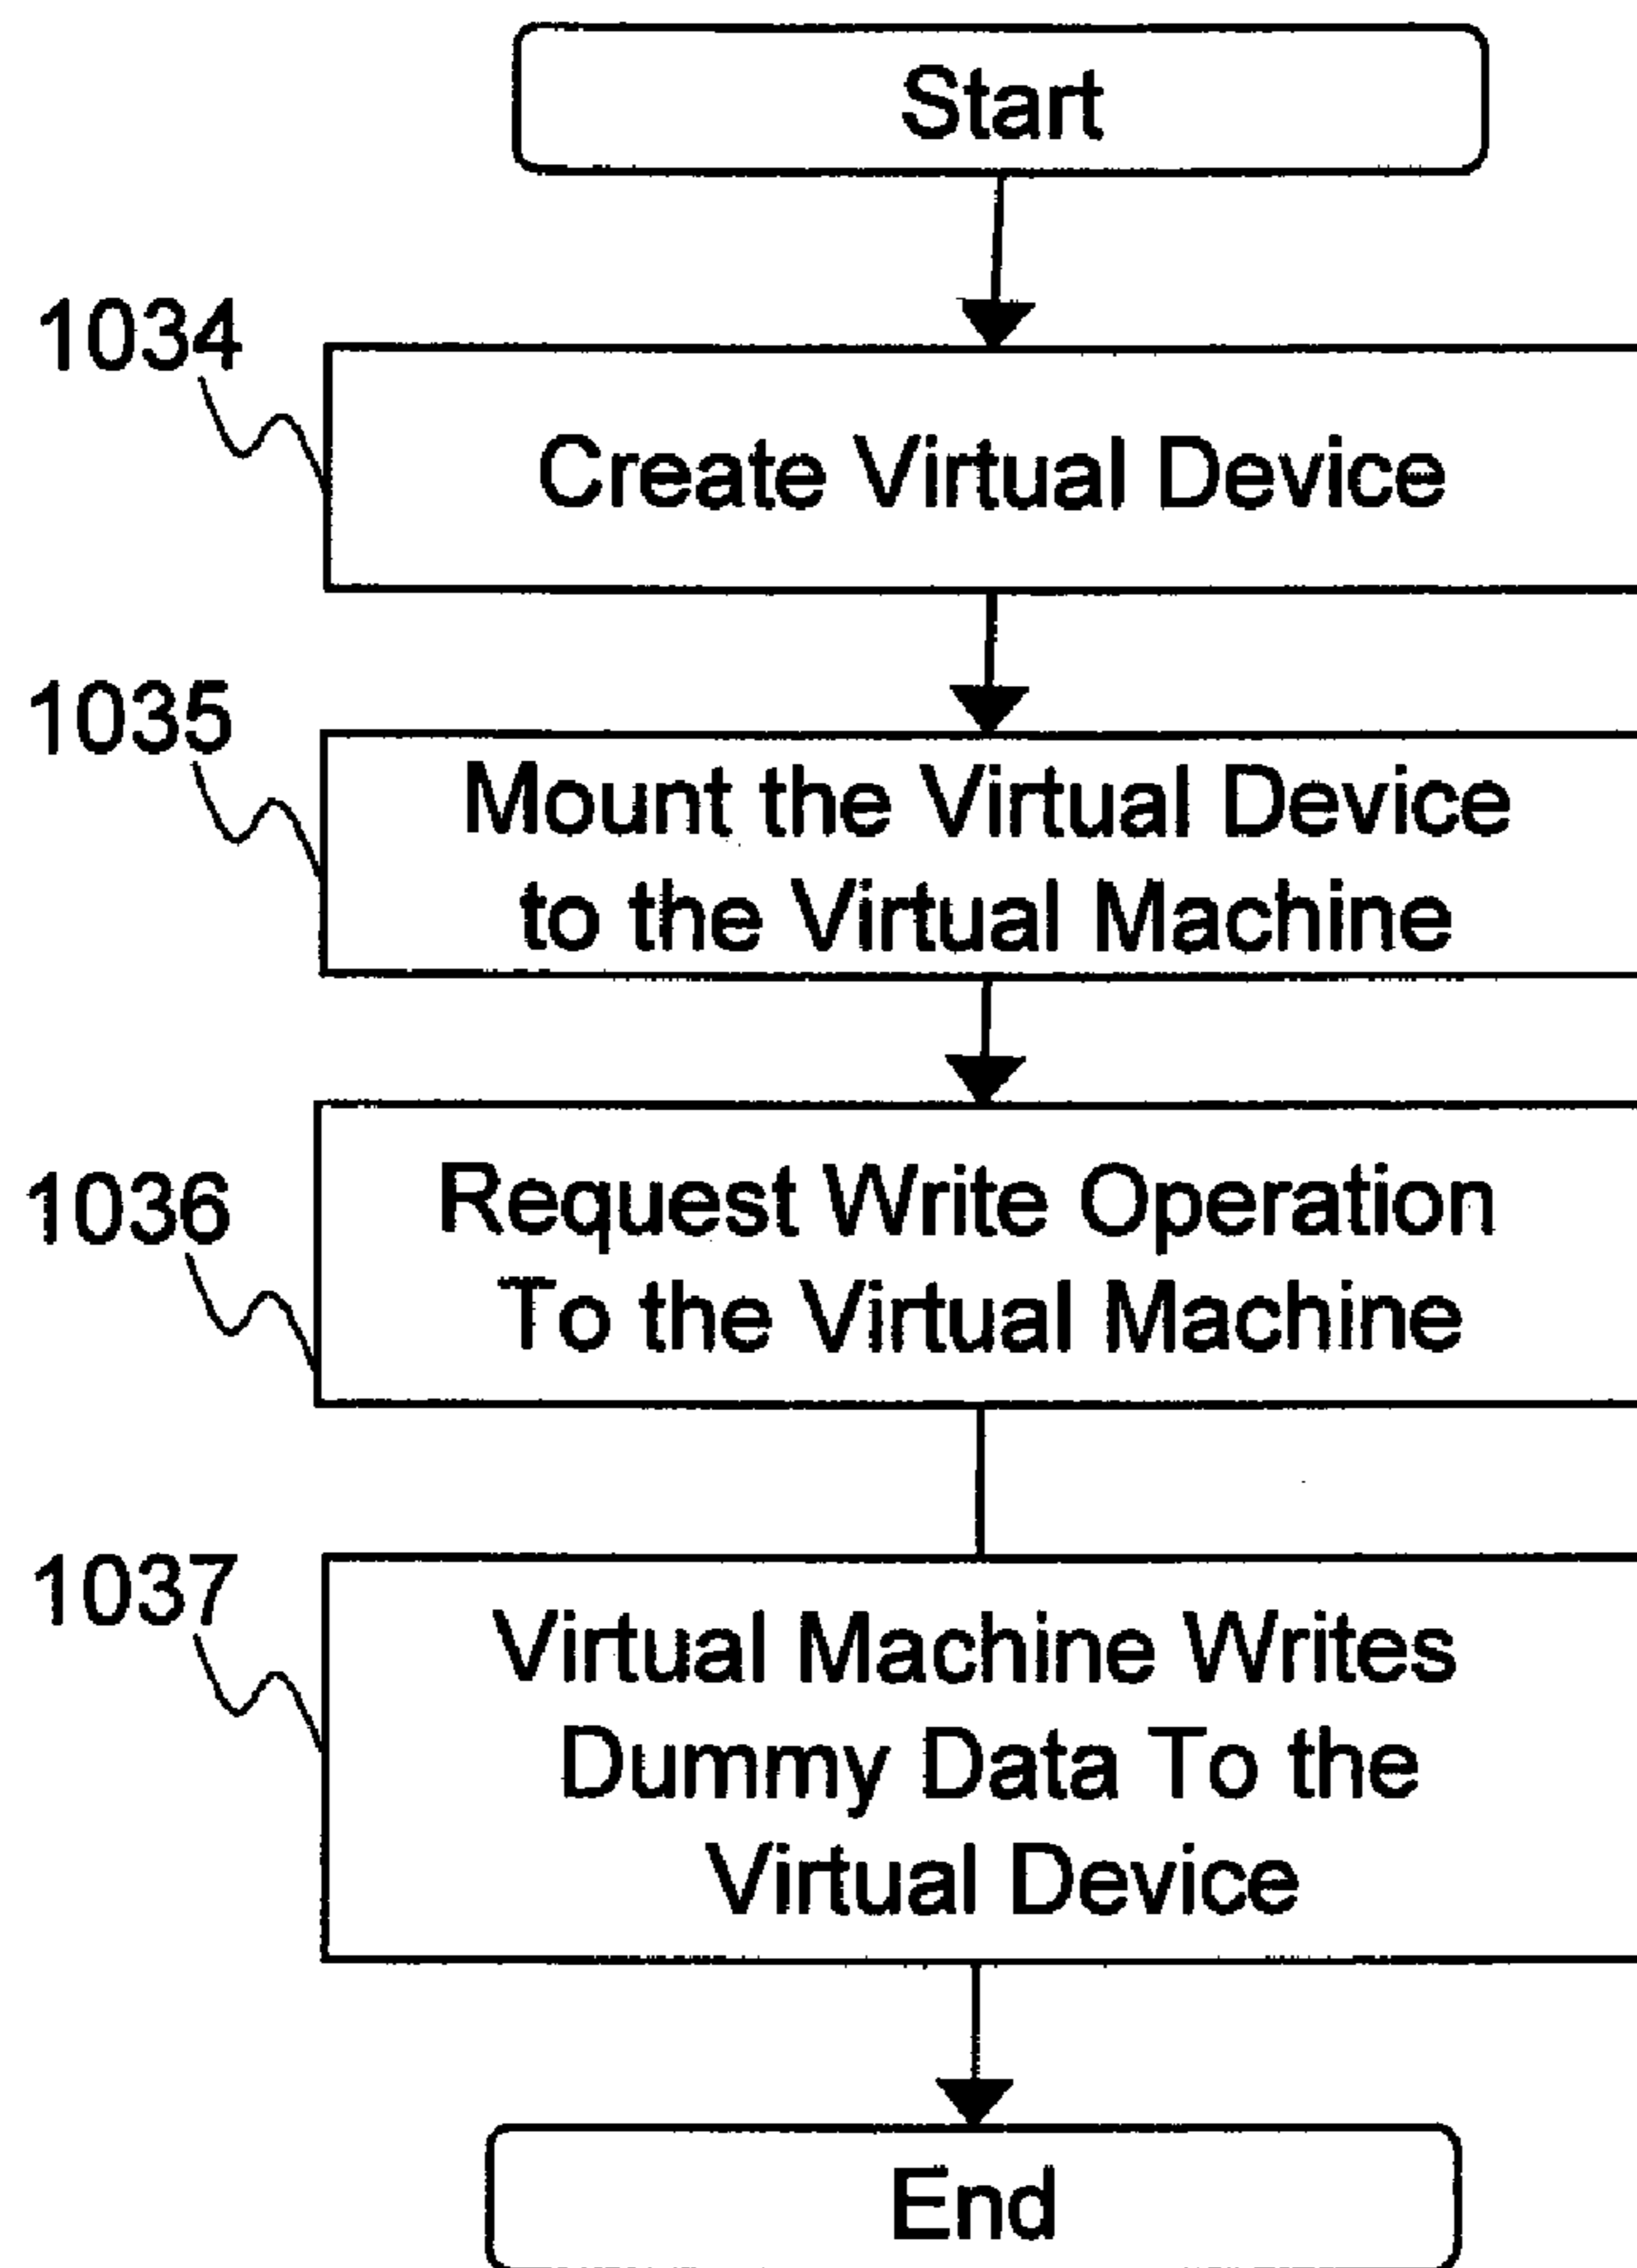 Start
1034
Create Virtual Device
1035
Mount the Virtual Device
to the Virtual Machine
1036
Request Write Operation
To the Virtual Machine
1037
Virtual Machine Writes
Dummy Data To the
Virtual Device
End